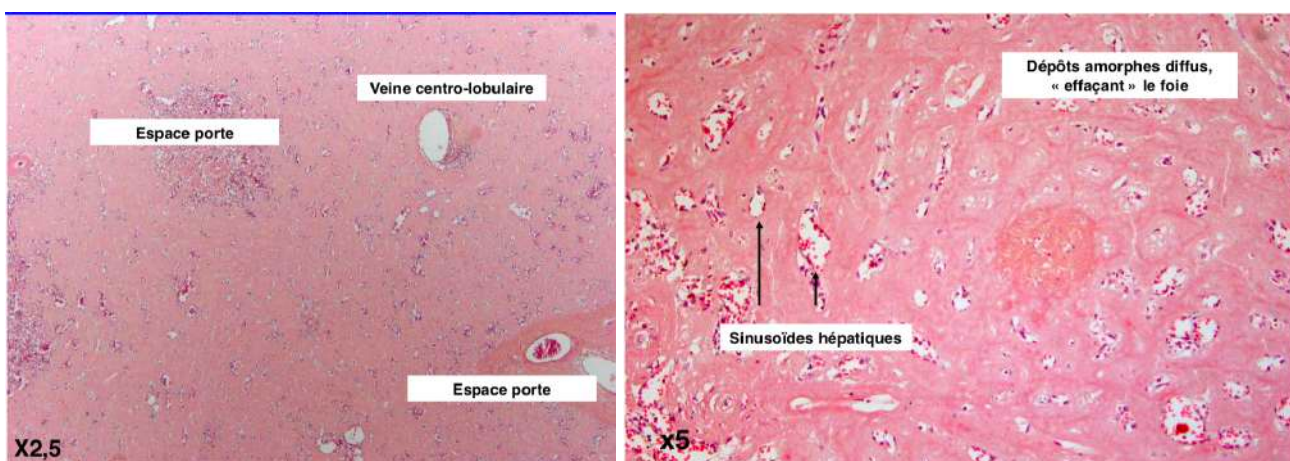 Veine centro-lobulaire
Espace porte
Espace porte
X2,5
Dépôts amorphes diffus,
« effaçant » le foie
Sinusoïdes hépatiques
x5